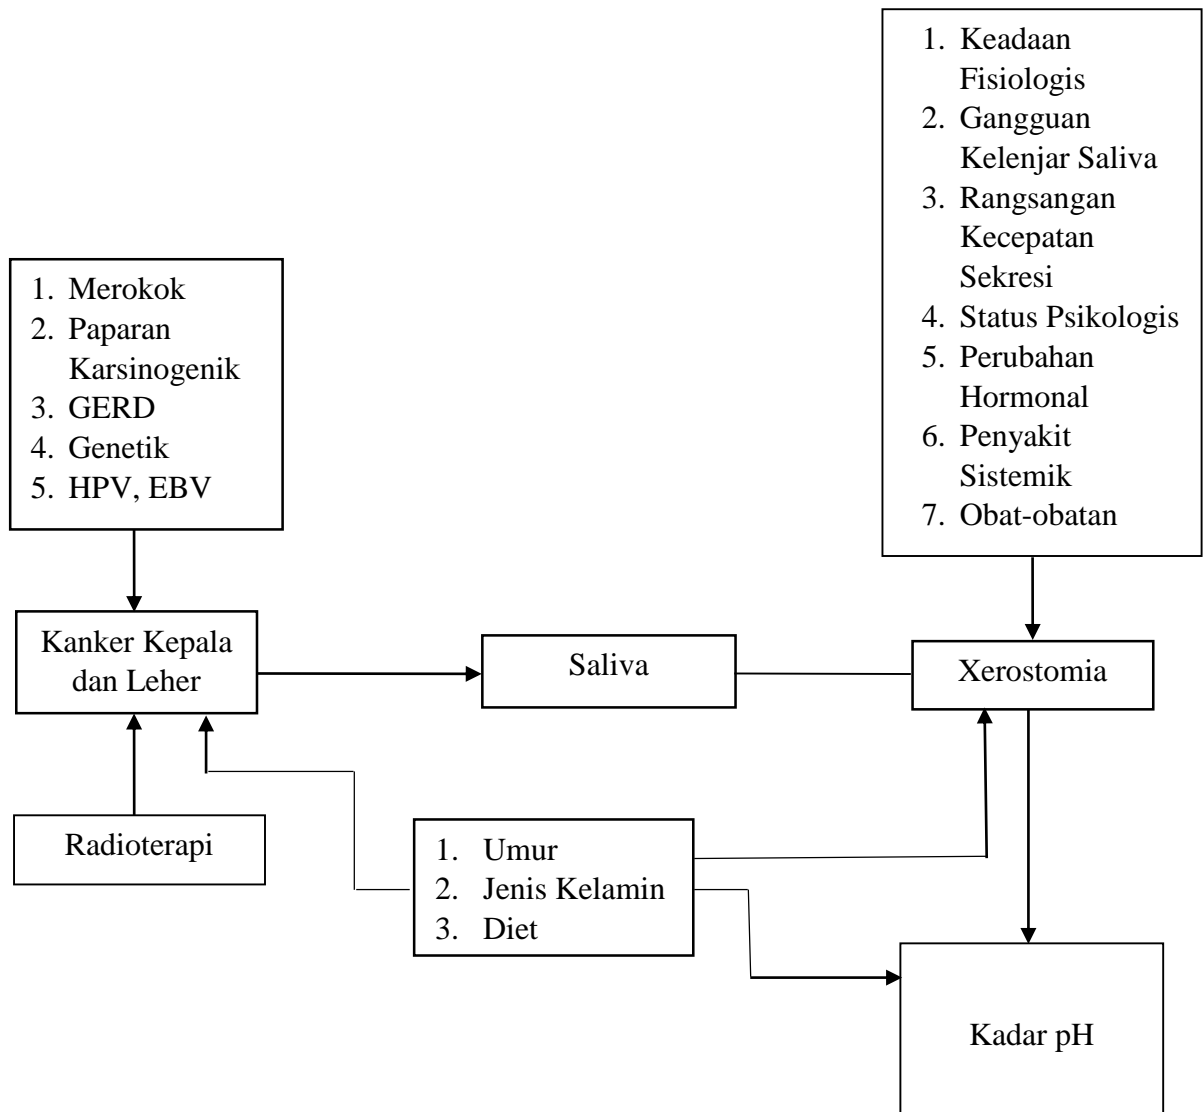 1. Keadaan
Fisiologis
2. Gangguan
Kelenjar Saliva
3. Rangsangan
Kecepatan
Sekresi
4. Status Psikologis
5. Perubahan
Hormonal
6. Penyakit
Sistemik
7. Obat-obatan
1. Merokok
2. Paparan
Karsinogenik
3. GERD
4. Genetik
5. HPV, EBV
Kanker Kepala
dan Leher
Saliva
Xerostomia
Radioterapi
1. Umur
2. Jenis Kelamin
3. Diet
Kadar pH